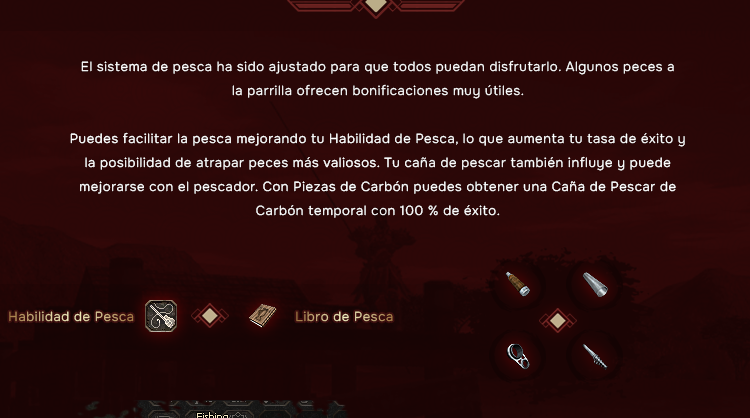 El sistema de pesca ha sido ajustado para que todos puedan disfrutarlo. Algunos peces a
la parrilla ofrecen bonificaciones muy útiles.
Puedes facilitar la pesca mejorando tu Habilidad de Pesca, lo que aumenta tu tasa de éxito y
la posibilidad de atrapar peces más valiosos. Tu caña de pescar también influye y puede
mejorarse con el pescador. Con Piezas de Carbón puedes obtener una Caña de Pescar de
Carbón temporal con 100 % de éxito.
Habilidad de Pesca
Libro de Pesca
Fishing